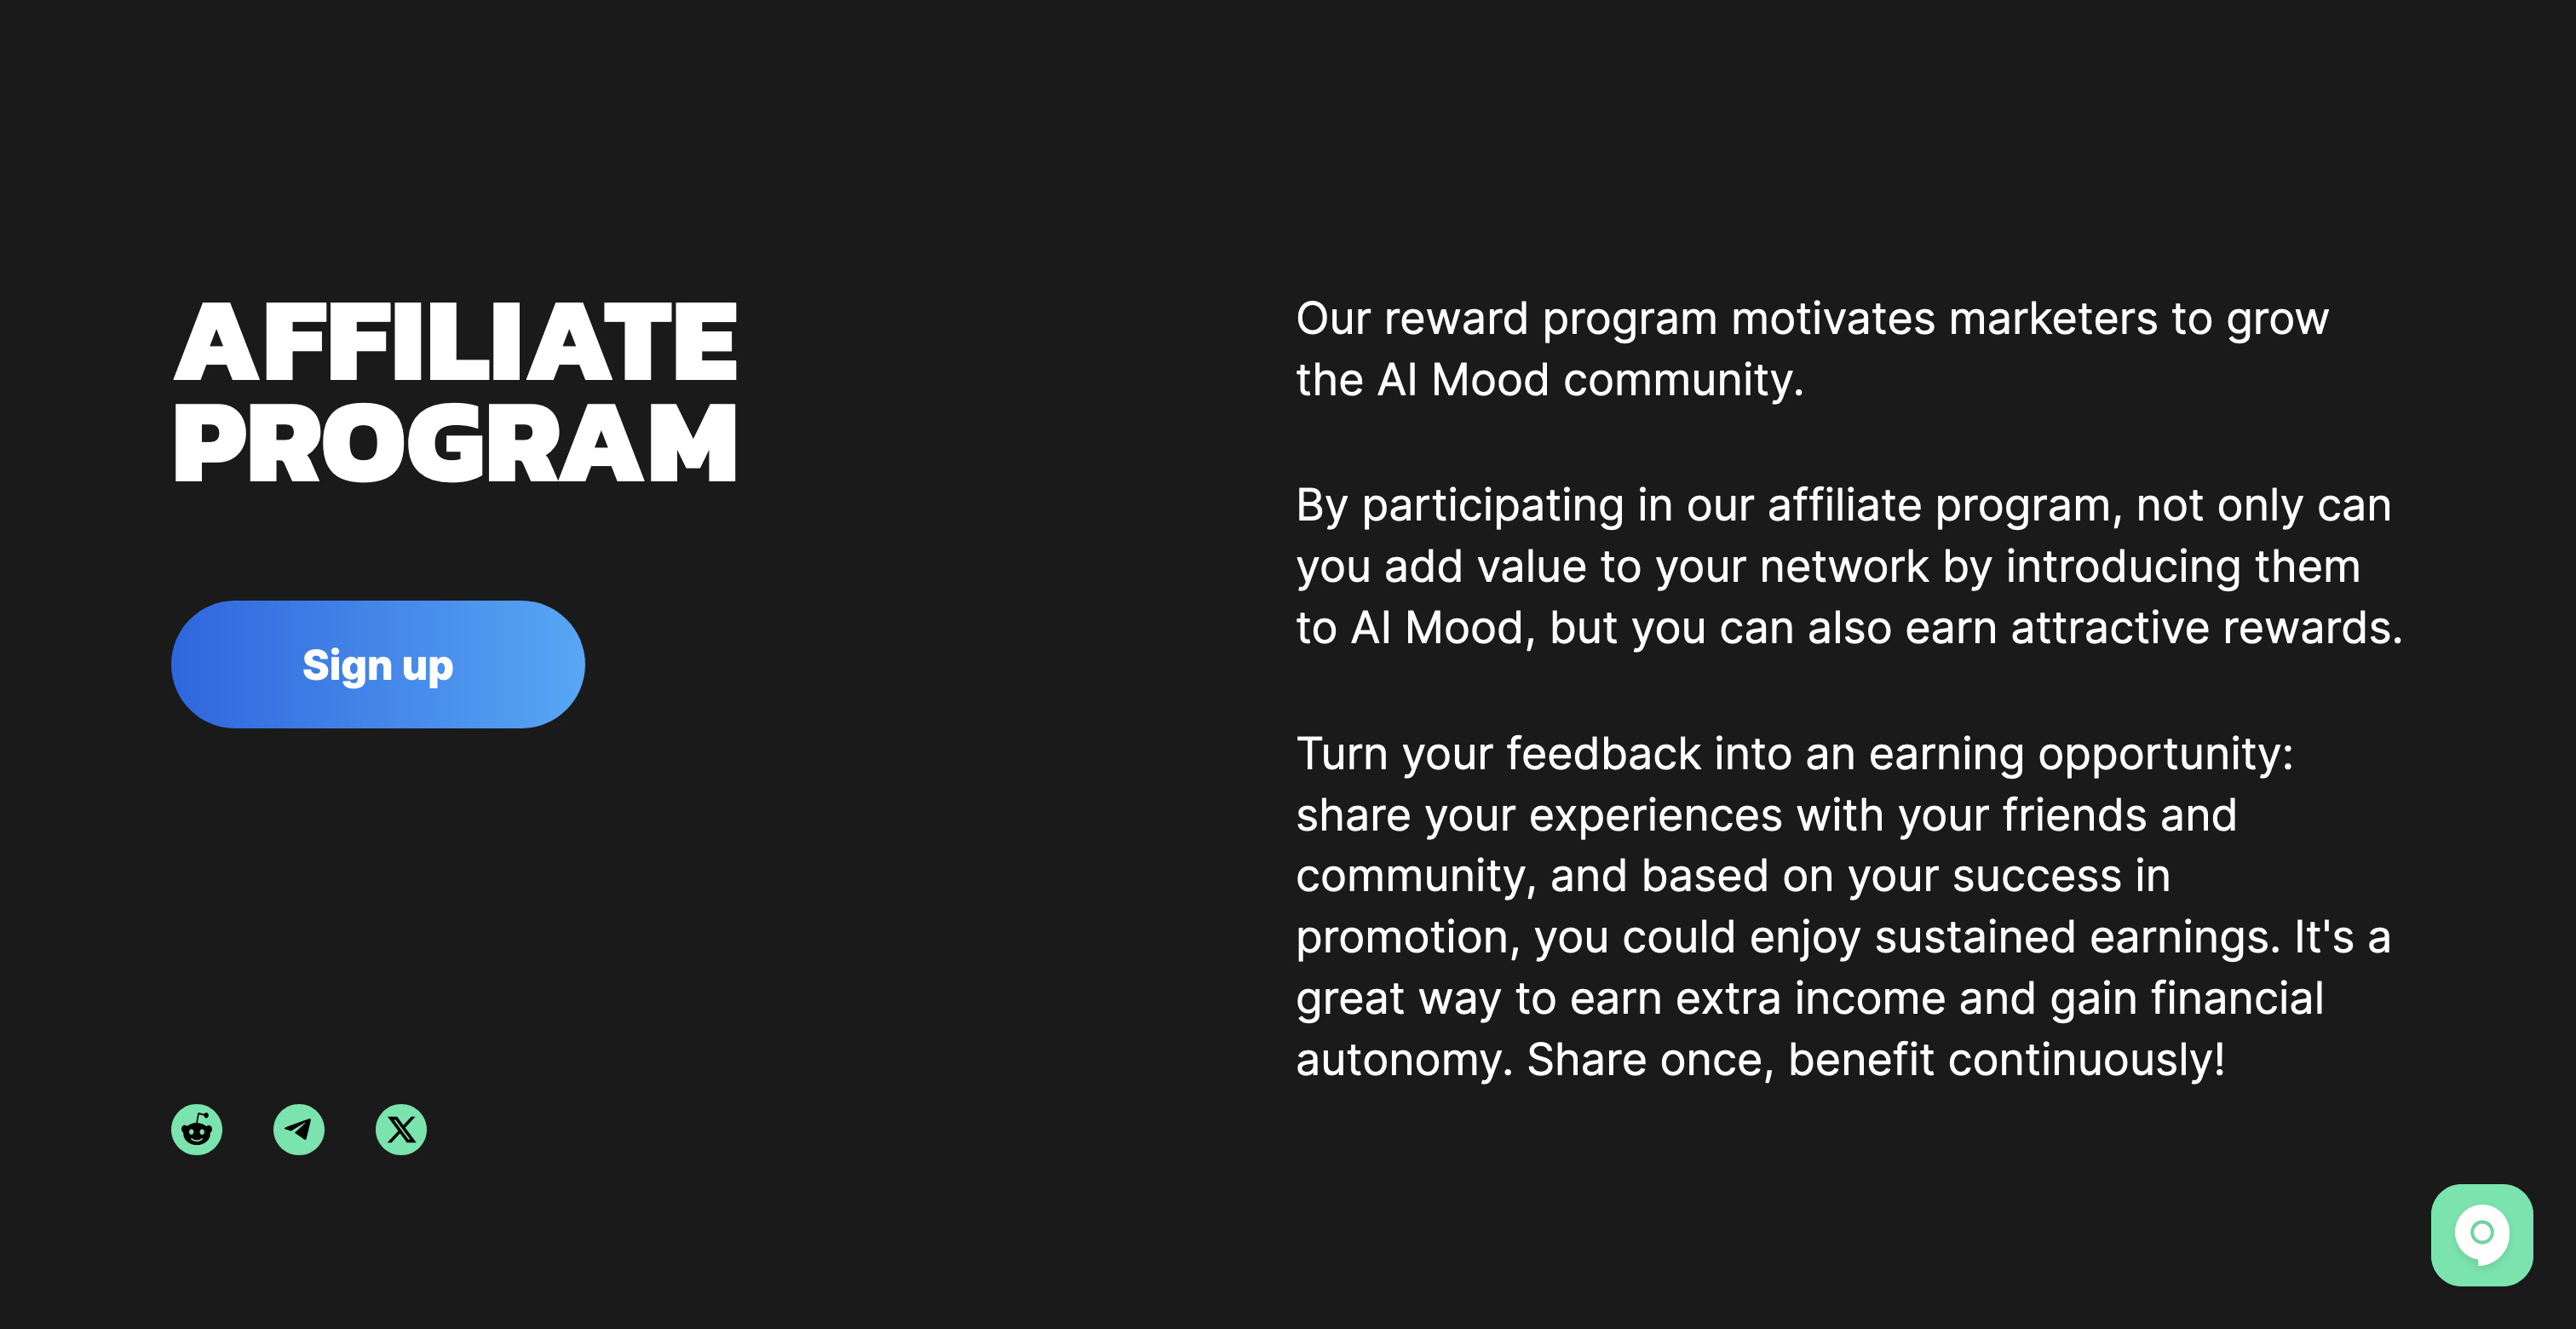 AFFILIATE
PROGRAM
Sign up
Our reward program motivates marketers to grow
the AI Mood community.
By participating in our affiliate program, not only can
you add value to your network by introducing them
to AI Mood, but you can also earn attractive rewards.
Turn your feedback into an earning opportunity:
share your experiences with your friends and
community, and based on your success in
promotion, you could enjoy sustained earnings. It's a
great way to earn extra income and gain financial
autonomy. Share once, benefit continuously!